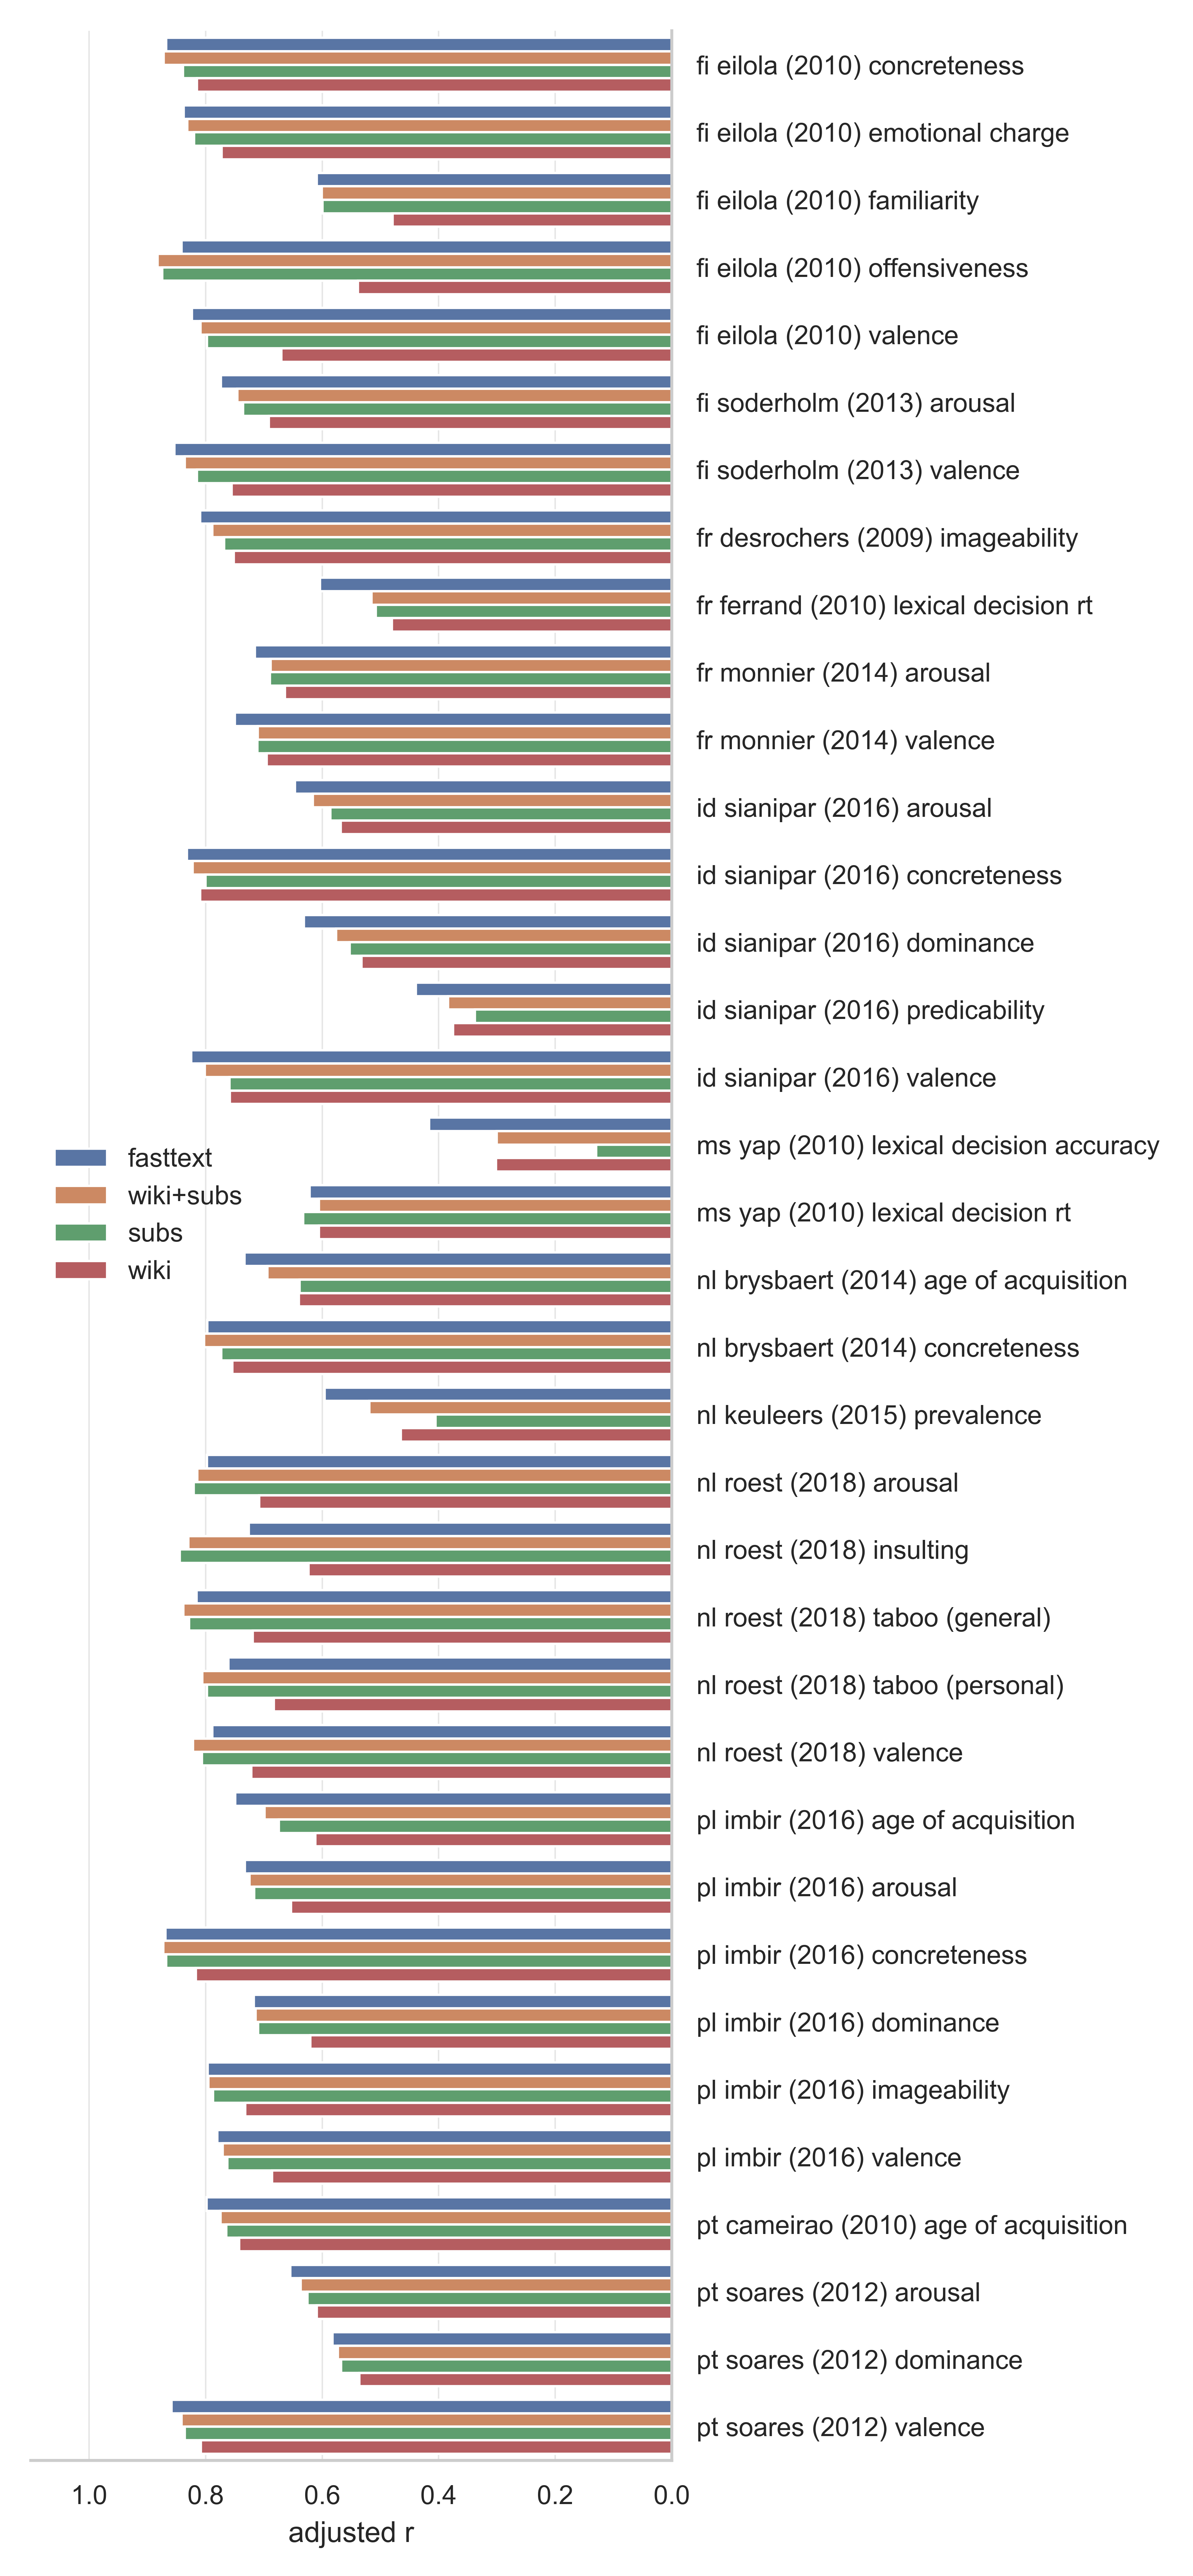 fi eilola (2010) concreteness
fi eilola (2010) emotional charge
fi eilola (2010) familiarity
fi eilola (2010) offensiveness
fi eilola (2010) valence
fi soderholm (2013) arousal
fi soderholm (2013) valence
fr desrochers (2009) imageability
fr ferrand (2010) lexical decision rt
fr monnier (2014) arousal
fr monnier (2014) valence
id sianipar (2016) arousal
id sianipar (2016) concreteness
id sianipar (2016) dominance
id sianipar (2016) predicability
id sianipar (2016) valence
ms yap (2010) lexical decision accuracy
ms yap (2010) lexical decision rt
nl brysbaert (2014) age of acquisition
nl brysbaert (2014) concreteness
nl keuleers (2015) prevalence
nl roest (2018) arousal
nl roest (2018) insulting
nl roest (2018) taboo (general)
nl roest (2018) taboo (personal)
nl roest (2018) valence
pl imbir (2016) age of acquisition
pl imbir (2016) arousal
pl imbir (2016) concreteness
pl imbir (2016) dominance
pl imbir (2016) imageability
pl imbir (2016) valence
pt cameirao (2010) age of acquisition
pt soares (2012) arousal
pt soares (2012) dominance
pt soares (2012) valence
fasttext
wiki+subs
subs
wiki
1.0 0.8 0.6 0.4 0.2 0.0
adjusted r